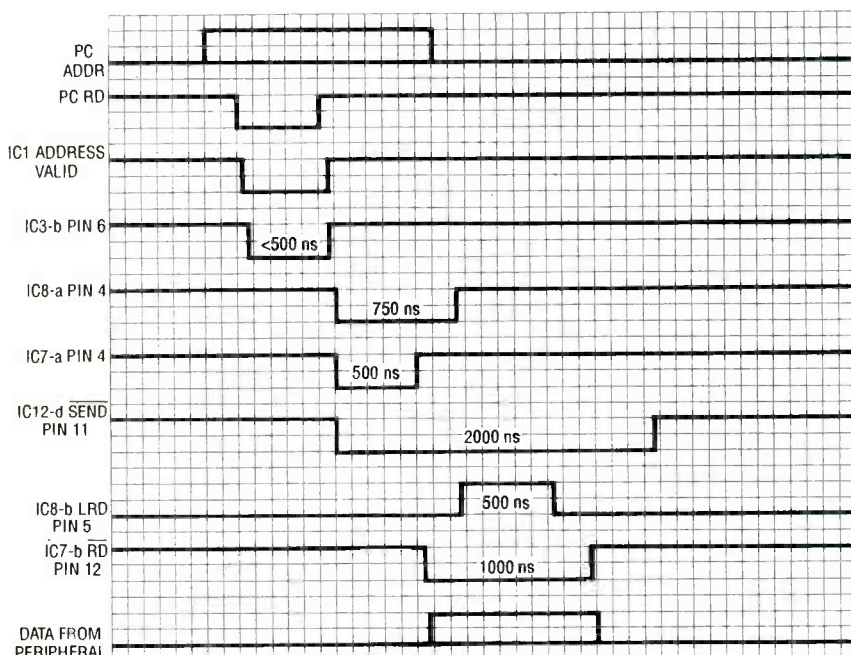 PC
ADDR
PC RD
IC1 ADDRESS
VALID
IC3-b PIN 6
<500 ns
IC8-a PIN 4
750 ns
IC7-a PIN 4
500 ns
IC12-d SEND
PIN 11
2000 ns
IC8-b LRD
PIN 5
500 ns
IC7-b RD
PIN 12
1000 ns
DATA FROM
PERIPHERAL